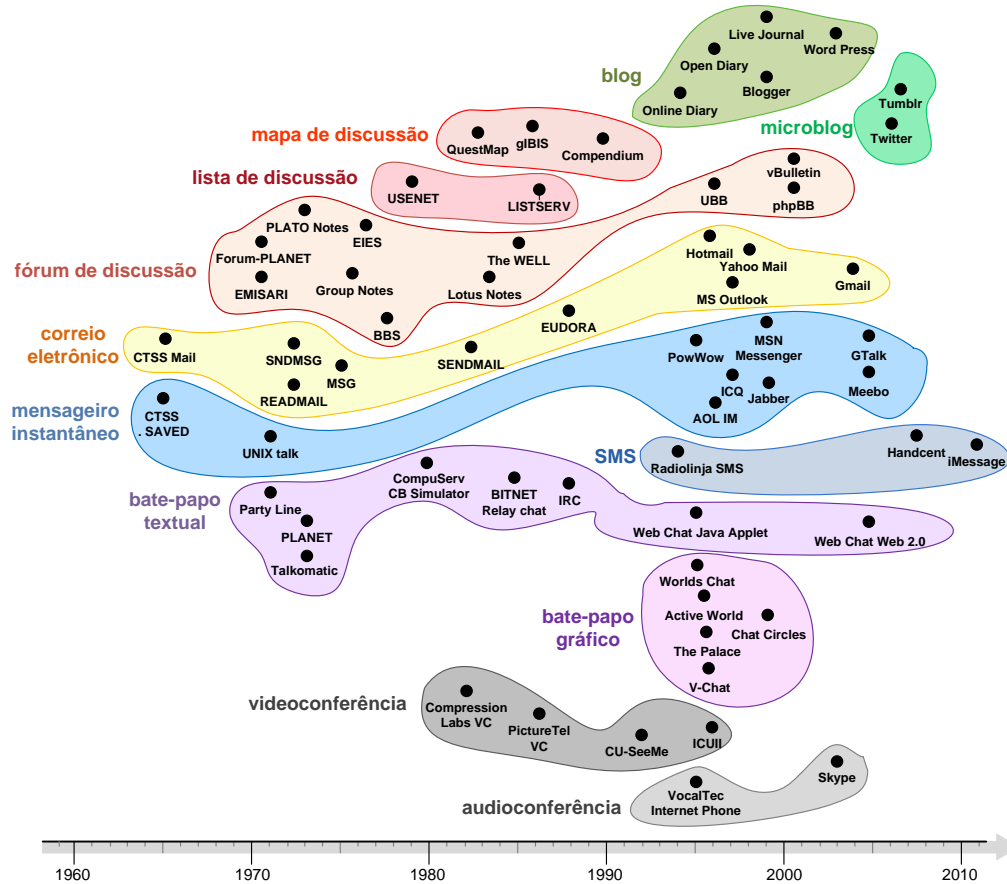 Live Journal
Word Press
Open Diary
blog
Blogger
Online Diary
Tumblr
microblog
Twitter
mapa de discussão
QuestMap
gIBIS
Compendium
lista de discussão
USENET
LISTSERV
vBulletin
UBB
phpBB
PLATO Notes
EIES
Forum-PLANET
The WELL
fórum de discussão
EMISARI
Group Notes
Lotus Notes
BBS
Hotmail
Yahoo Mail
MS Outlook
Gmail
EUDORA
correio
eletrônico
CTSS Mail
SNDMSG
MSG
READMAIL
SENDMAIL
PowWow
MSN
Messenger
GTalk
ICQ
Jabber
Meebo
AOL IM
mensageiro
instantâneo
CTSS
. SAVED
UNIX talk
SMS
Radiolinja SMS
Handcent
iMessage
bate-papo
textual
CompuServ
CB Simulator
BITNET
Relay chat
IRC
Party Line
PLANET
Talkomatic
Web Chat Java Applet
Web Chat Web 2.0
bate-papo
gráfico
Worlds Chat
Active World
Chat Circles
The Palace
V-Chat
videoconferência
Compression
Labs VC
PictureTel
VC
CU-SeeMe
ICUII
audioconferência
VocalTec
Internet Phone
Skype
1960
1970
1980
1990
2000
2010